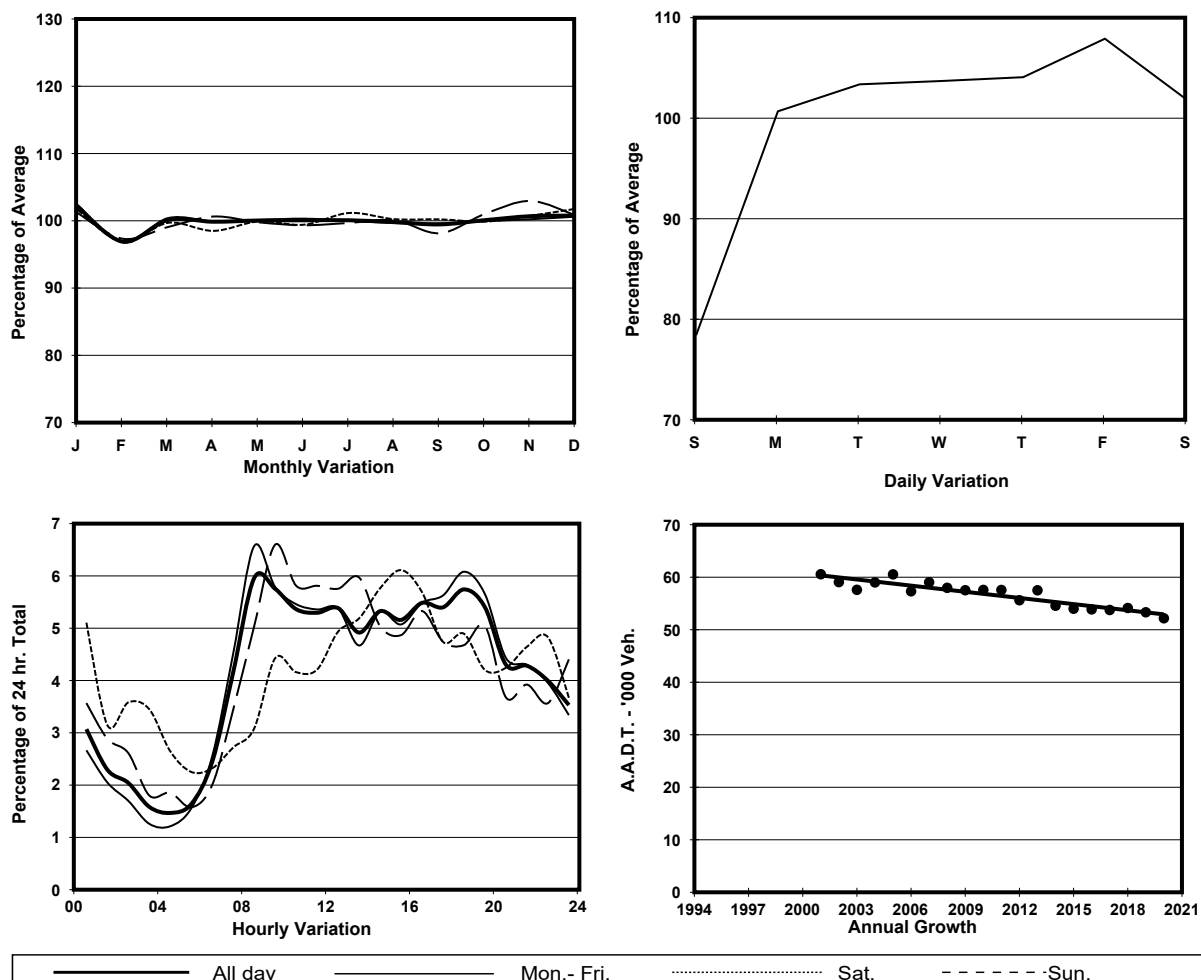 130
120
110
100
90
80
70
Percentage of Average
J F M A M J J A S O N D
Monthly Variation
110
100
90
80
70
Percentage of Average
S M T W T F S
Daily Variation
7
6
5
4
3
2
1
0
Percentage of 24 hr. Total
00 04 08 12 16 20 24
Hourly Variation
70
60
50
40
30
20
10
0
A.A.D.T. - '000 Veh.
1994 1997 2000 2003 2006 2009 2012 2015 2018 2021
Annual Growth
All day Mon.- Fri. Sat. Sun.